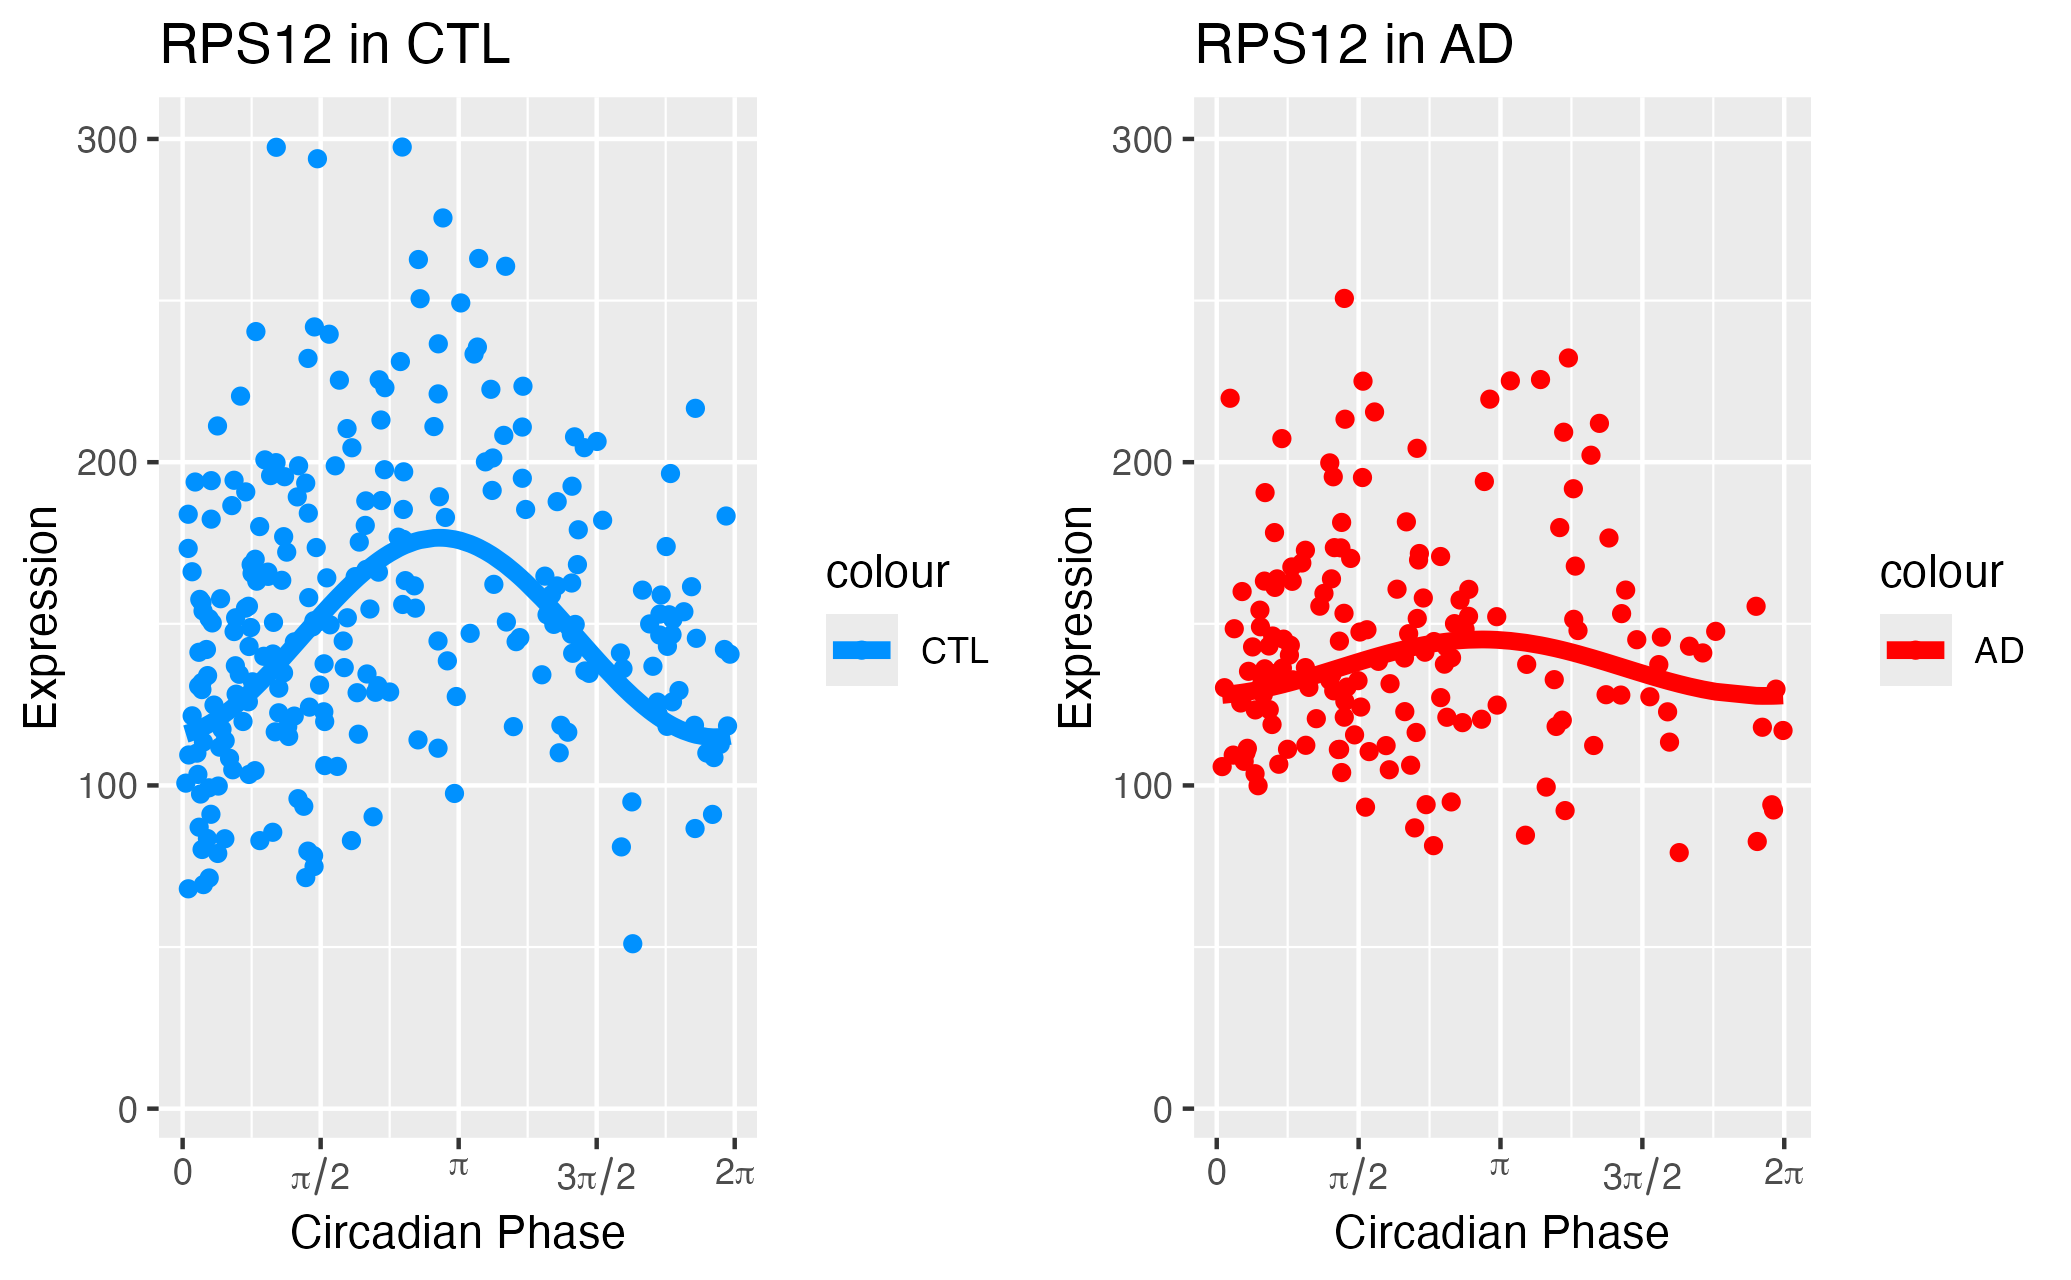 RPS12 in CTL
300
200
100
0
Expression
0 π/2 π 3π/2 2π
Circadian Phase
colour
CTL
RPS12 in AD
300
200
100
0
Expression
0 π/2 π 3π/2 2π
Circadian Phase
colour
AD